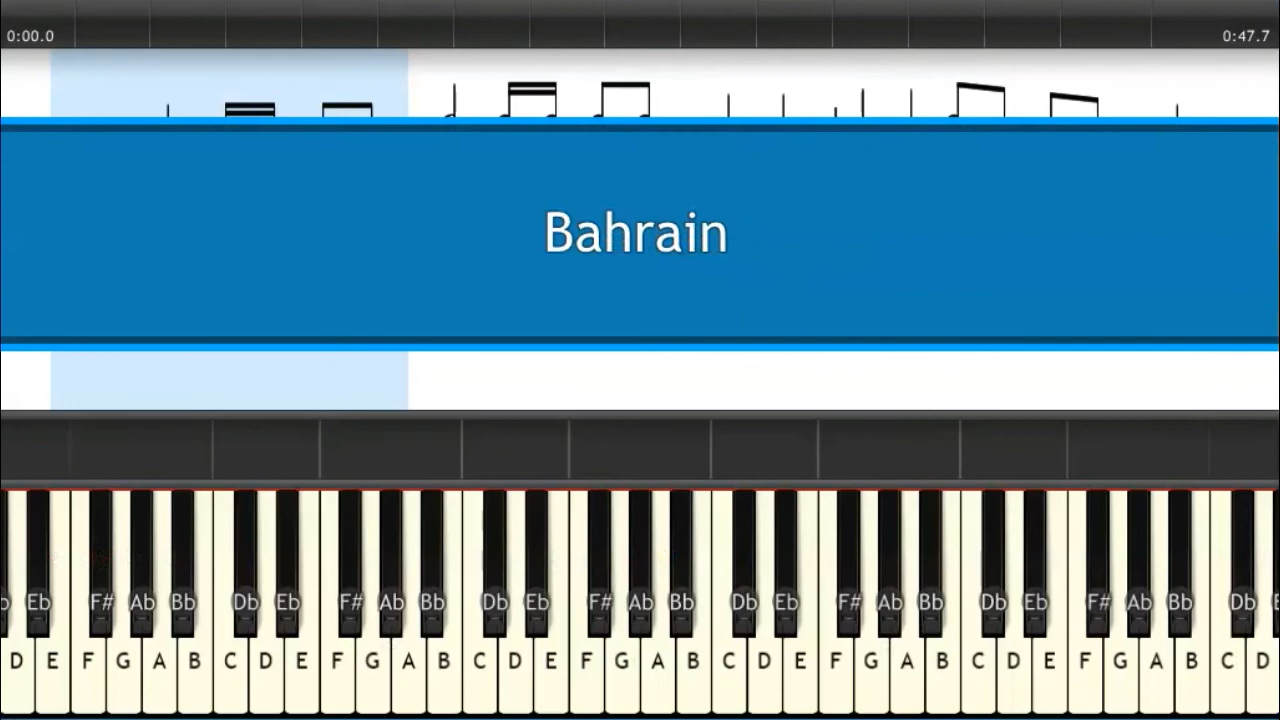 0:00.0 0:47.7
Bahrain
Eb F# Ab Bb Db Eb F# Ab Bb Db Eb F# Ab Bb Db Eb F# Ab Bb Db Eb F# Ab Bb Db
D E F G A B C D E F G A B C D E F G A B C D E F G A B C D E F G A B C D